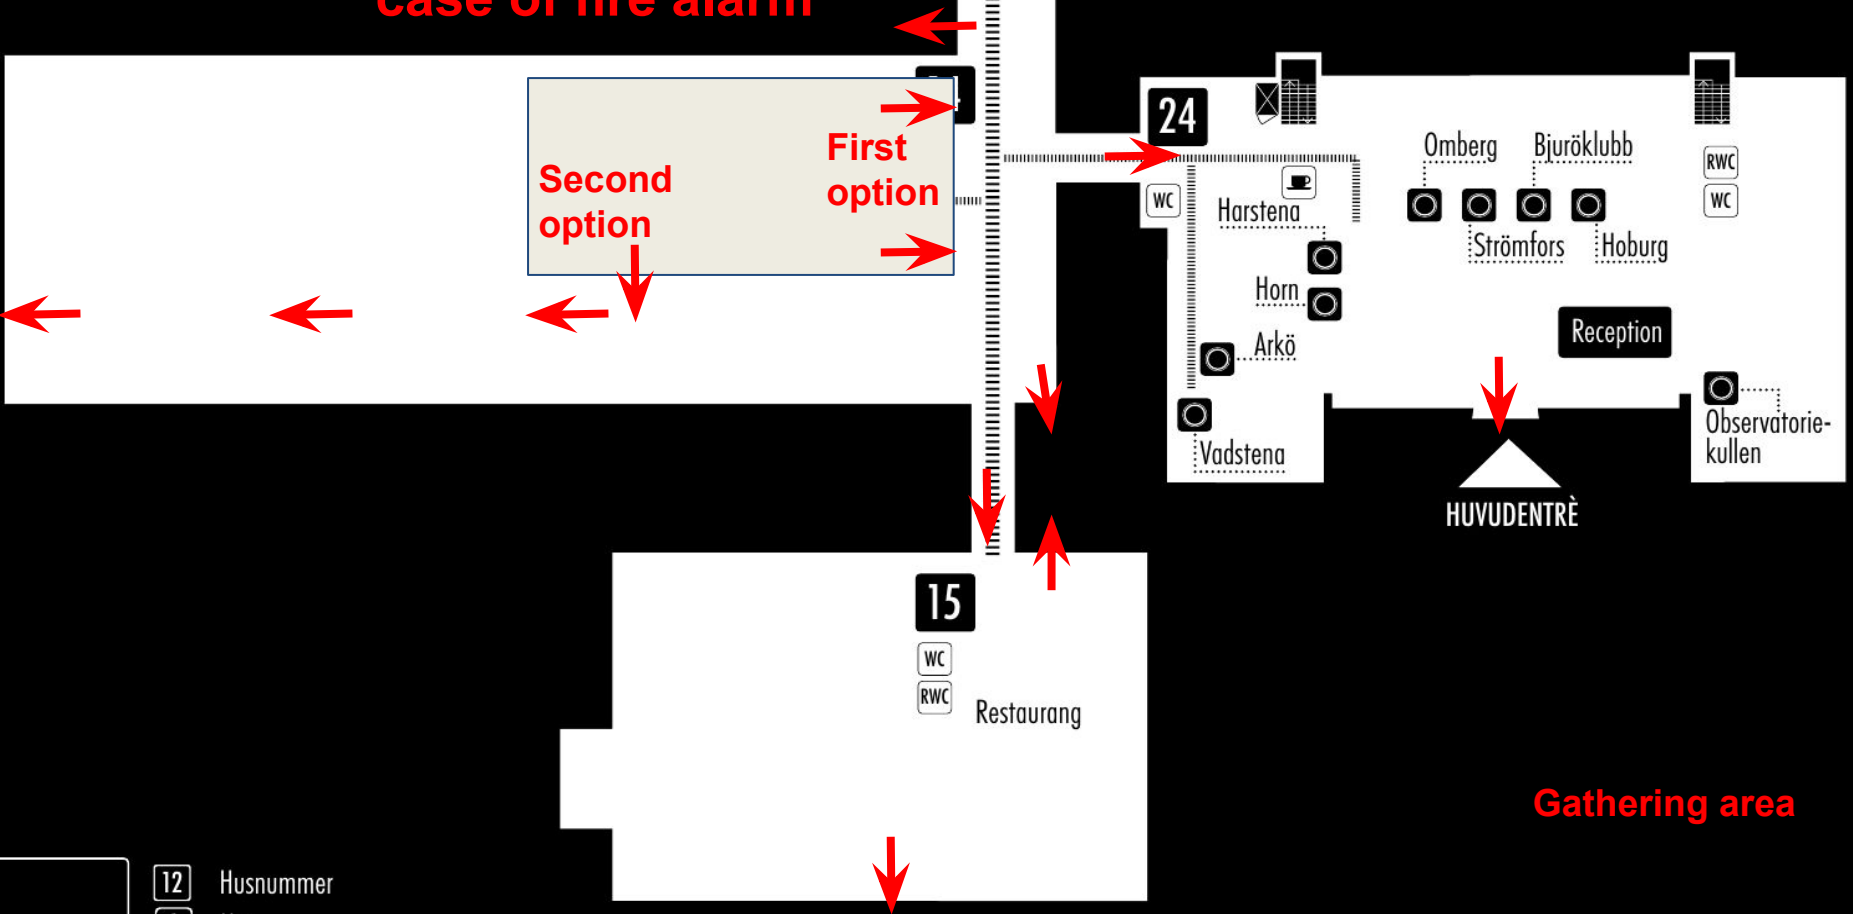 case of fire alarm
24
First
option
Second
option
Omberg
Bjuröklubb
RWC
WC
WC
Harstena
Strömfors
Hoburg
Horn
Reception
Arkö
Observatorie-
kullen
Vadstena
HUVUDENTRÈ
15
WC
RWC
Restaurang
Gathering area
12
Husnummer